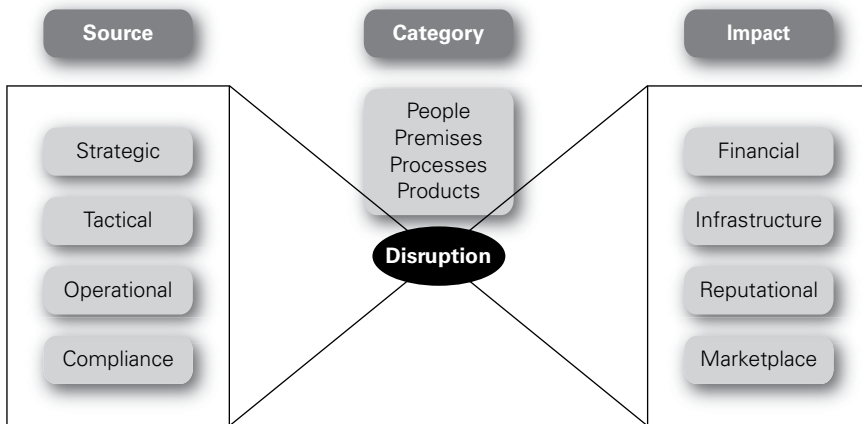 Source
Category
Impact
Strategic
Tactical
Operational
Compliance
People
Premises
Processes
Products
Disruption
Financial
Infrastructure
Reputational
Marketplace